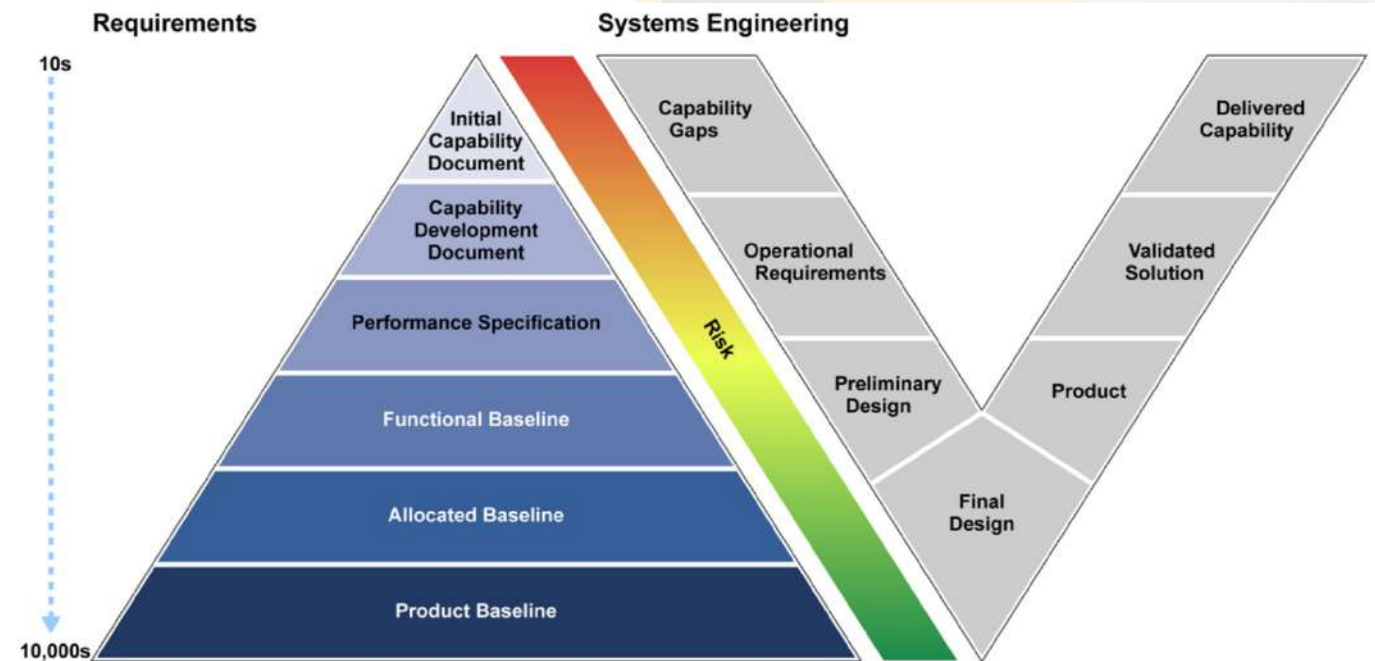 Requirements
Systems Engineering
10s
10,000s
Initial
Capability
Document
Capability
Development
Document
Performance Specification
Functional Baseline
Allocated Baseline
Product Baseline
Risk
Capability
Gaps
Operational
Requirements
Preliminary
Design
Final
Design
Product
Validated
Solution
Delivered
Capability